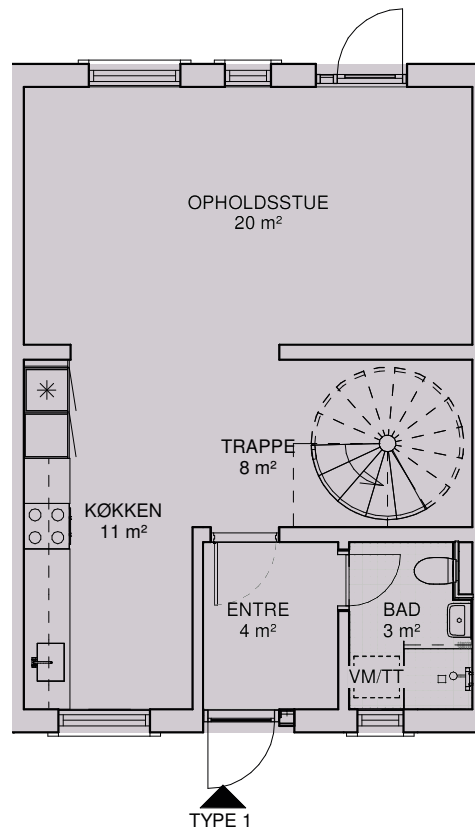 OPHOLDSSTUE
20 m²
TRAPPE
8 m²
KØKKEN
11 m²
ENTRE
4 m²
BAD
3 m²
VM/TT
TYPE 1